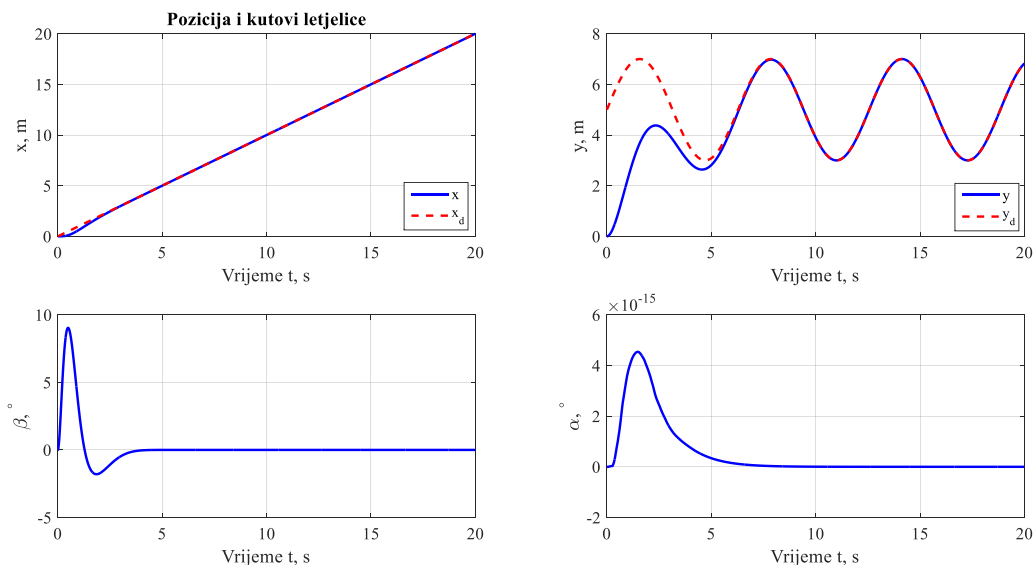 Pozicija i kutovi letjelice
20
15
10
5
0
x, m
x
x_d
0 5 10 15 20
Vrijeme t, s
8
6
4
2
0
y, m
y
y_d
0 5 10 15 20
Vrijeme t, s
10
5
0
-5
β, °
0 5 10 15 20
Vrijeme t, s
×10^-15
6
4
2
0
-2
α, °
0 5 10 15 20
Vrijeme t, s